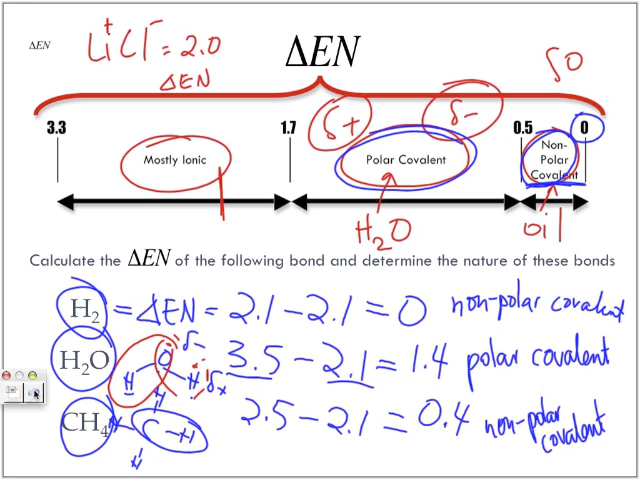 ΔEN
Li⁺ Cl⁻ = 2.0
ΔEN
ΔEN
δ0
3.3
1.7
δ+
δ-
0.5
0
Mostly Ionic
Polar Covalent
Non-
Polar
Covalent
H₂O
oil
Calculate the ΔEN of the following bond and determine the nature of these bonds
H₂ = ΔEN = 2.1 - 2.1 = 0 non-polar covalent
H₂O O δ- H H δ+ 3.5 - 2.1 = 1.4 polar covalent
CH₄ H H C-H H 2.5 - 2.1 = 0.4 non-polar
covalent